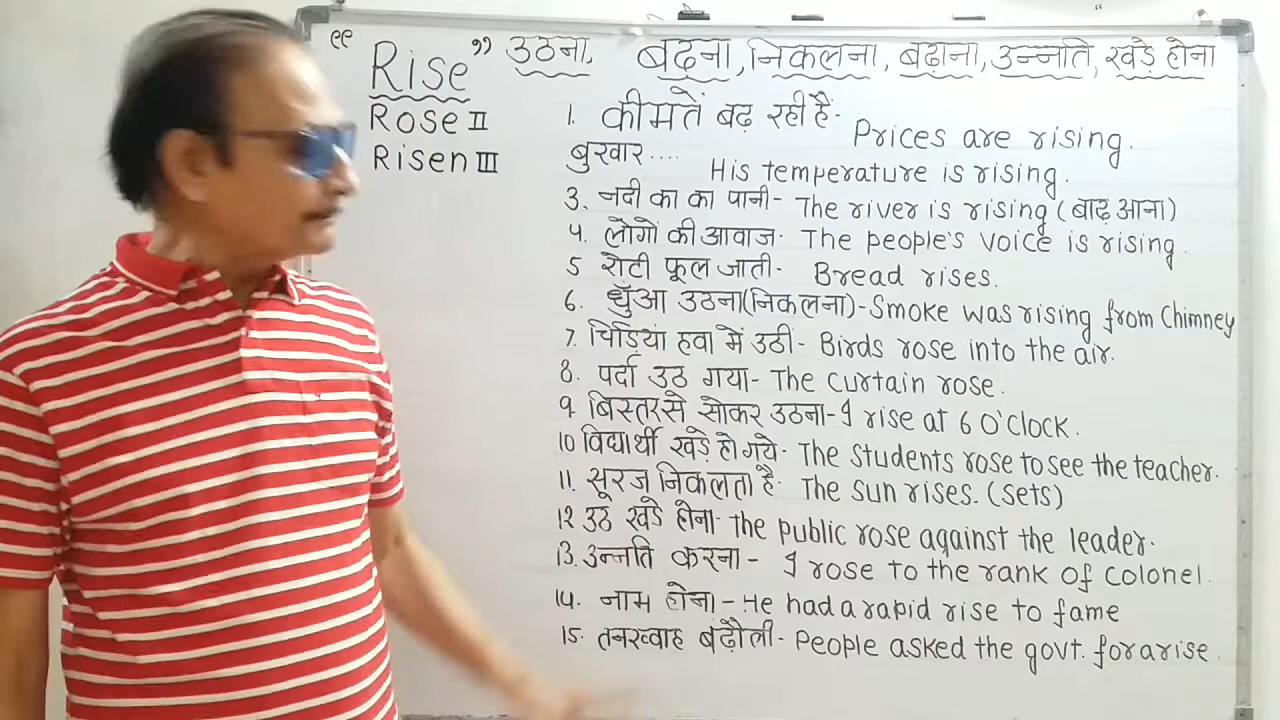 “ Rise ” उठना, बढ़ना, निकलना, बढ़ाना, उन्नति, खड़े होना
Rose II
Risen III
1. कीमतें बढ़ रही हैं- Prices are rising.
बुखार.... His temperature is rising.
3. नदी का का पानी- The river is rising (बाढ़ आना)
4. लोगों की आवाज- The people's voice is rising.
5 रोटी फूल जाती- Bread rises.
6. धुँआ उठना(निकलना)- Smoke was rising from Chimney
7. चिड़ियां हवा में उठी- Birds rose into the air.
8. पर्दा उठ गया- The curtain rose.
9 बिस्तर से सोकर उठना- I rise at 6 O'Clock.
10 विद्यार्थी खड़े हो गये- The students rose to see the teacher.
11. सूरज निकलता है- The sun rises. (Sets)
12 उठ खडे होना- The public rose against the leader.
13. उन्नति करना- I rose to the rank of Colonel.
14. नाम होना- He had a rapid rise to fame
15. तनख्वाह बढ़ौली- People asked the govt. for a rise.